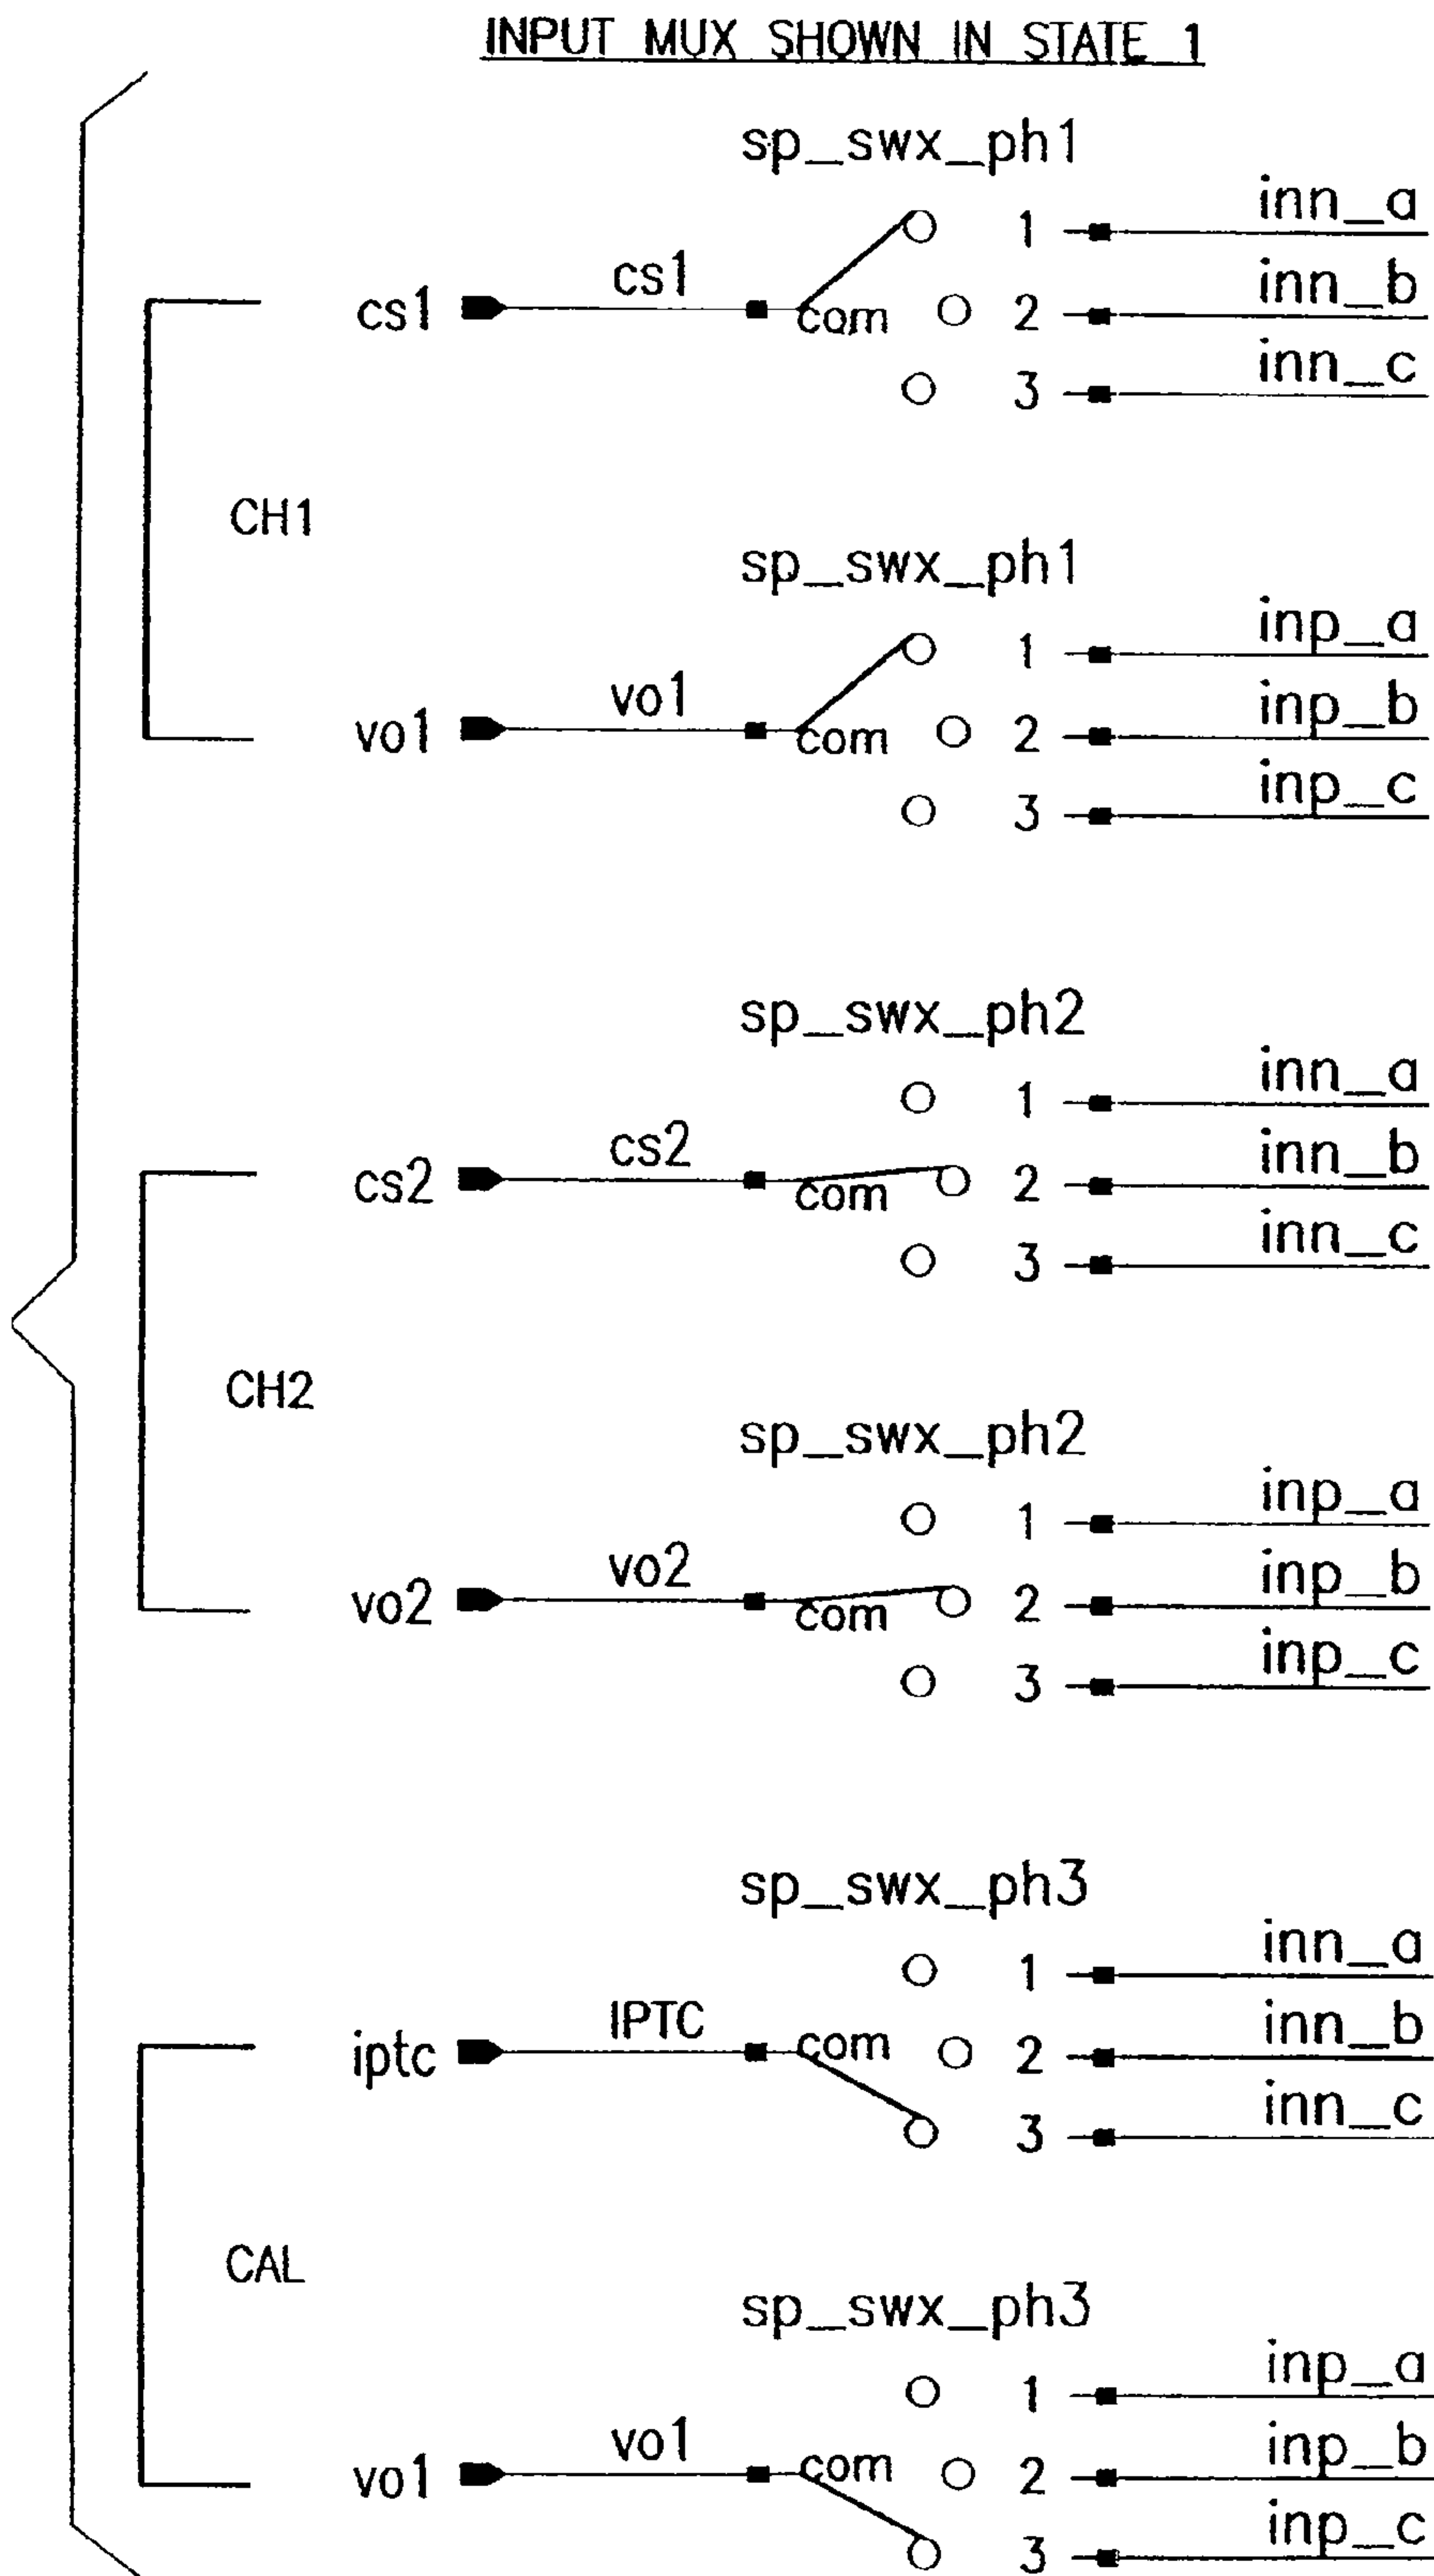 INPUT MUX SHOWN IN STATE 1
sp_swx_ph1
1 inn_a
cs1 cs1 com 2 inn_b
3 inn_c
CH1
sp_swx_ph1
1 inp_a
vo1 vo1 com 2 inp_b
3 inp_c
sp_swx_ph2
1 inn_a
cs2 cs2 com 2 inn_b
3 inn_c
CH2
sp_swx_ph2
1 inp_a
vo2 vo2 com 2 inp_b
3 inp_c
sp_swx_ph3
1 inn_a
iptc IPTC com 2 inn_b
3 inn_c
CAL
sp_swx_ph3
1 inp_a
vo1 vo1 com 2 inp_b
3 inp_c